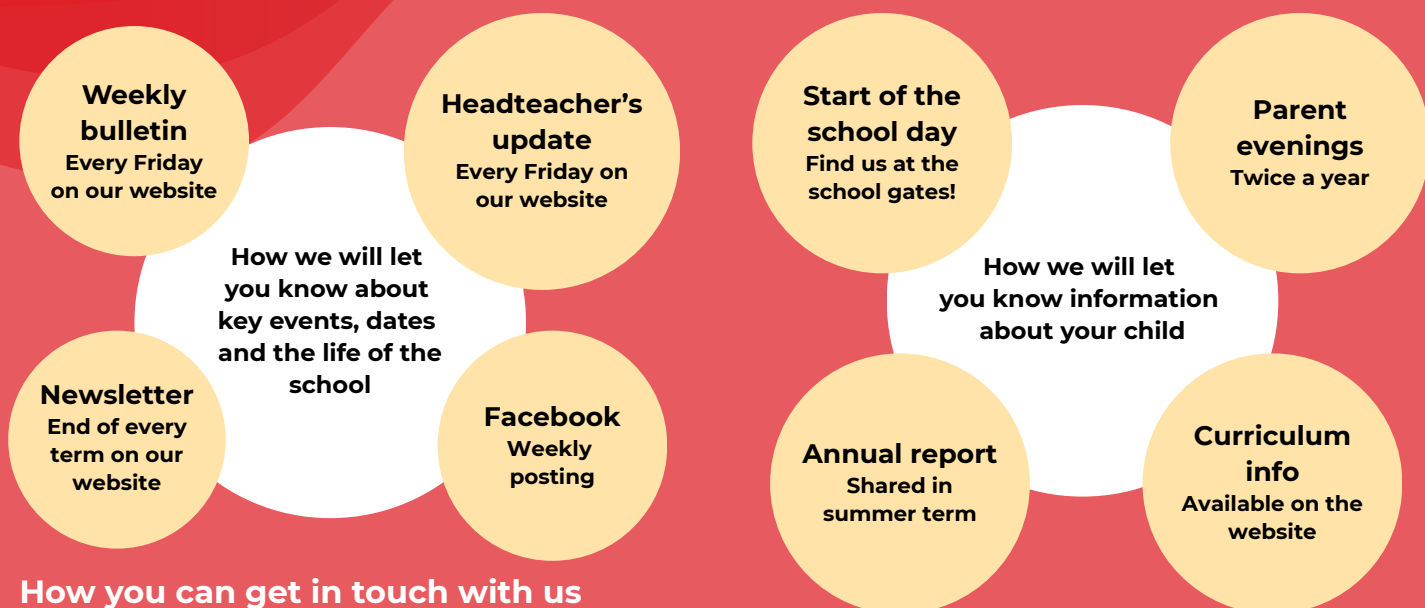 Weekly
bulletin
Every Friday
on our website
Headteacher’s
update
Every Friday on
our website
How we will let
you know about
key events, dates
and the life of the
school
Newsletter
End of every
term on our
website
Facebook
Weekly
posting
Start of the
school day
Find us at the
school gates!
Parent
evenings
Twice a year
How we will let
you know information
about your child
Annual report
Shared in
summer term
Curriculum
info
Available on the
website
How you can get in touch with us